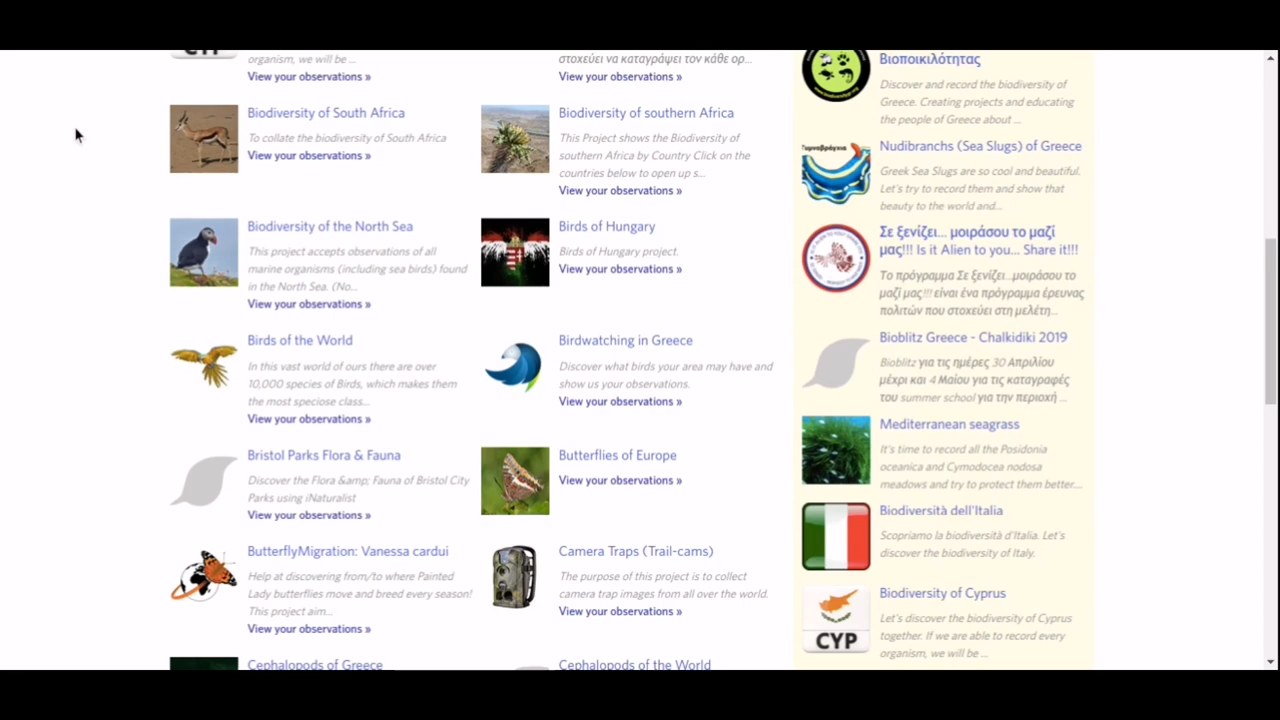 organism, we will be ...
View your observations »
στοχεύει να καταγράψει τον κάθε ορ...
View your observations »
Biodiversity of South Africa
To collate the biodiversity of South Africa
View your observations »
Biodiversity of southern Africa
This Project shows the Biodiversity of
southern Africa by Country Click on the
countries below to open up s...
View your observations »
Biodiversity of the North Sea
This project accepts observations of all
marine organisms (including sea birds) found
in the North Sea. (No...
View your observations »
Birds of Hungary
Birds of Hungary project.
View your observations »
Birds of the World
In this vast world of ours there are over
10,000 species of Birds, which makes them
the most speciose class...
View your observations »
Birdwatching in Greece
Discover what birds your area may have and
show us your observations.
View your observations »
Bristol Parks Flora & Fauna
Discover the Flora &amp; Fauna of Bristol City
Parks using iNaturalist
View your observations »
Butterflies of Europe
View your observations »
ButterflyMigration: Vanessa cardui
Help at discovering from/to where Painted
Lady butterflies move and breed every season!
This project aim...
View your observations »
Camera Traps (Trail-cams)
The purpose of this project is to collect
camera trap images from all over the world.
View your observations »
Cephalopods of Greece
Cephalopods of the World
Βιοποικιλότητας
Discover and record the biodiversity of
Greece. Creating projects and educating
the people of Greece about ...
Nudibranchs (Sea Slugs) of Greece
Greek Sea Slugs are so cool and beautiful.
Let's try to record them and show that
beauty to the world and...
Σε ξενίζει... μοιράσου το μαζί
μας!!! Is it Alien to you... Share it!!!
Το πρόγραμμα Σε ξενίζει...μοιράσου το
μαζί μας!!! είναι ένα πρόγραμμα έρευνας
πολιτών που στοχεύει στη μελέτη...
Bioblitz Greece - Chalkidiki 2019
Bioblitz για τις ημέρες 30 Απριλίου
μέχρι και 4 Μαίου για τις καταγραφές
του summer school για την περιοχή ...
Mediterranean seagrass
It's time to record all the Posidonia
oceanica and Cymodocea nodosa
meadows and try to protect them better....
Biodiversità dell'Italia
Scopriamo la biodiversità d'Italia. Let's
discover the biodiversity of Italy.
Biodiversity of Cyprus
CYP
Let's discover the biodiversity of Cyprus
together. If we are able to record every
organism, we will be ...